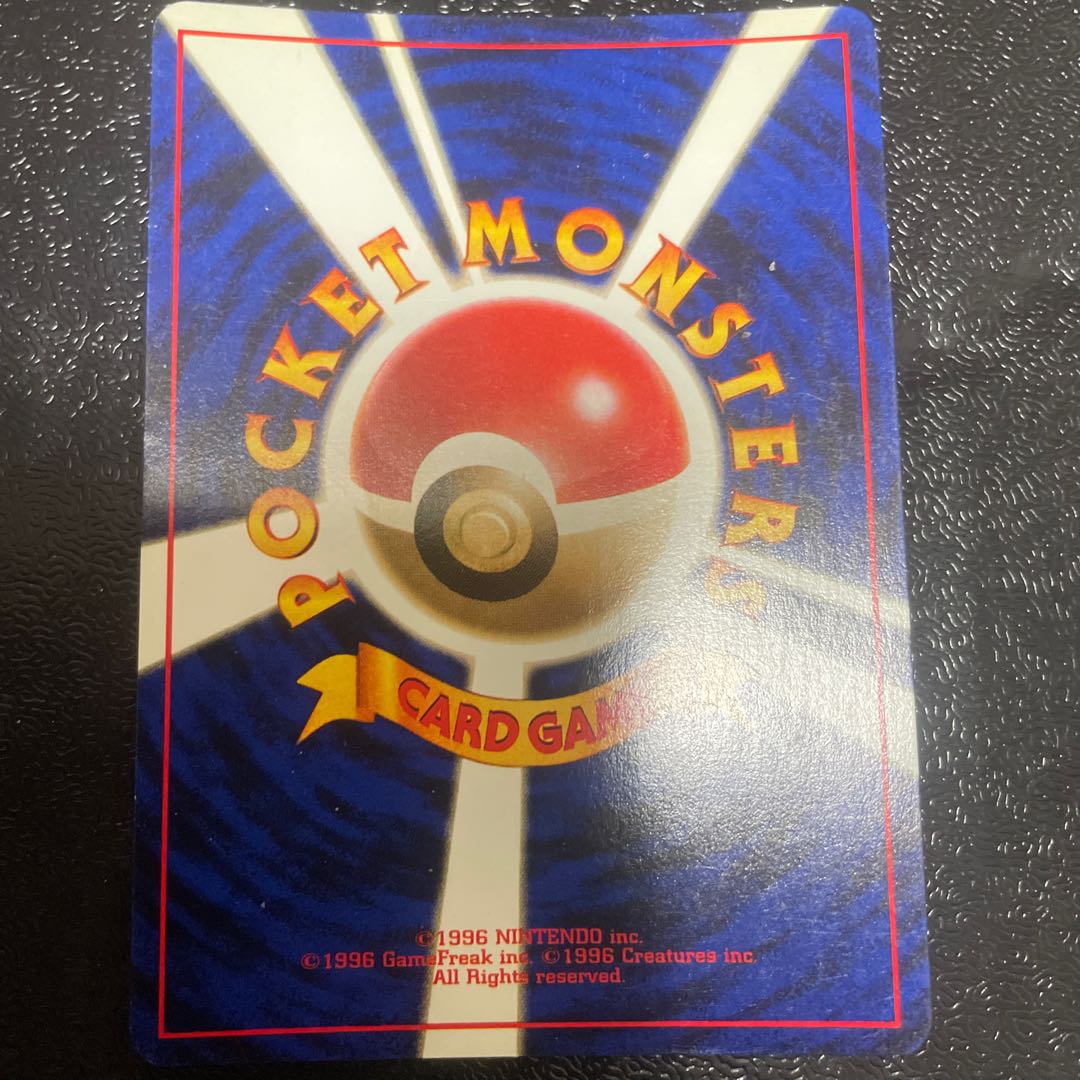 POCKET MONSTERS
CARD GAME
©1996 NINTENDO inc.
©1996 GameFreak inc. ©1996 Creatures inc.
All Rights reserved.